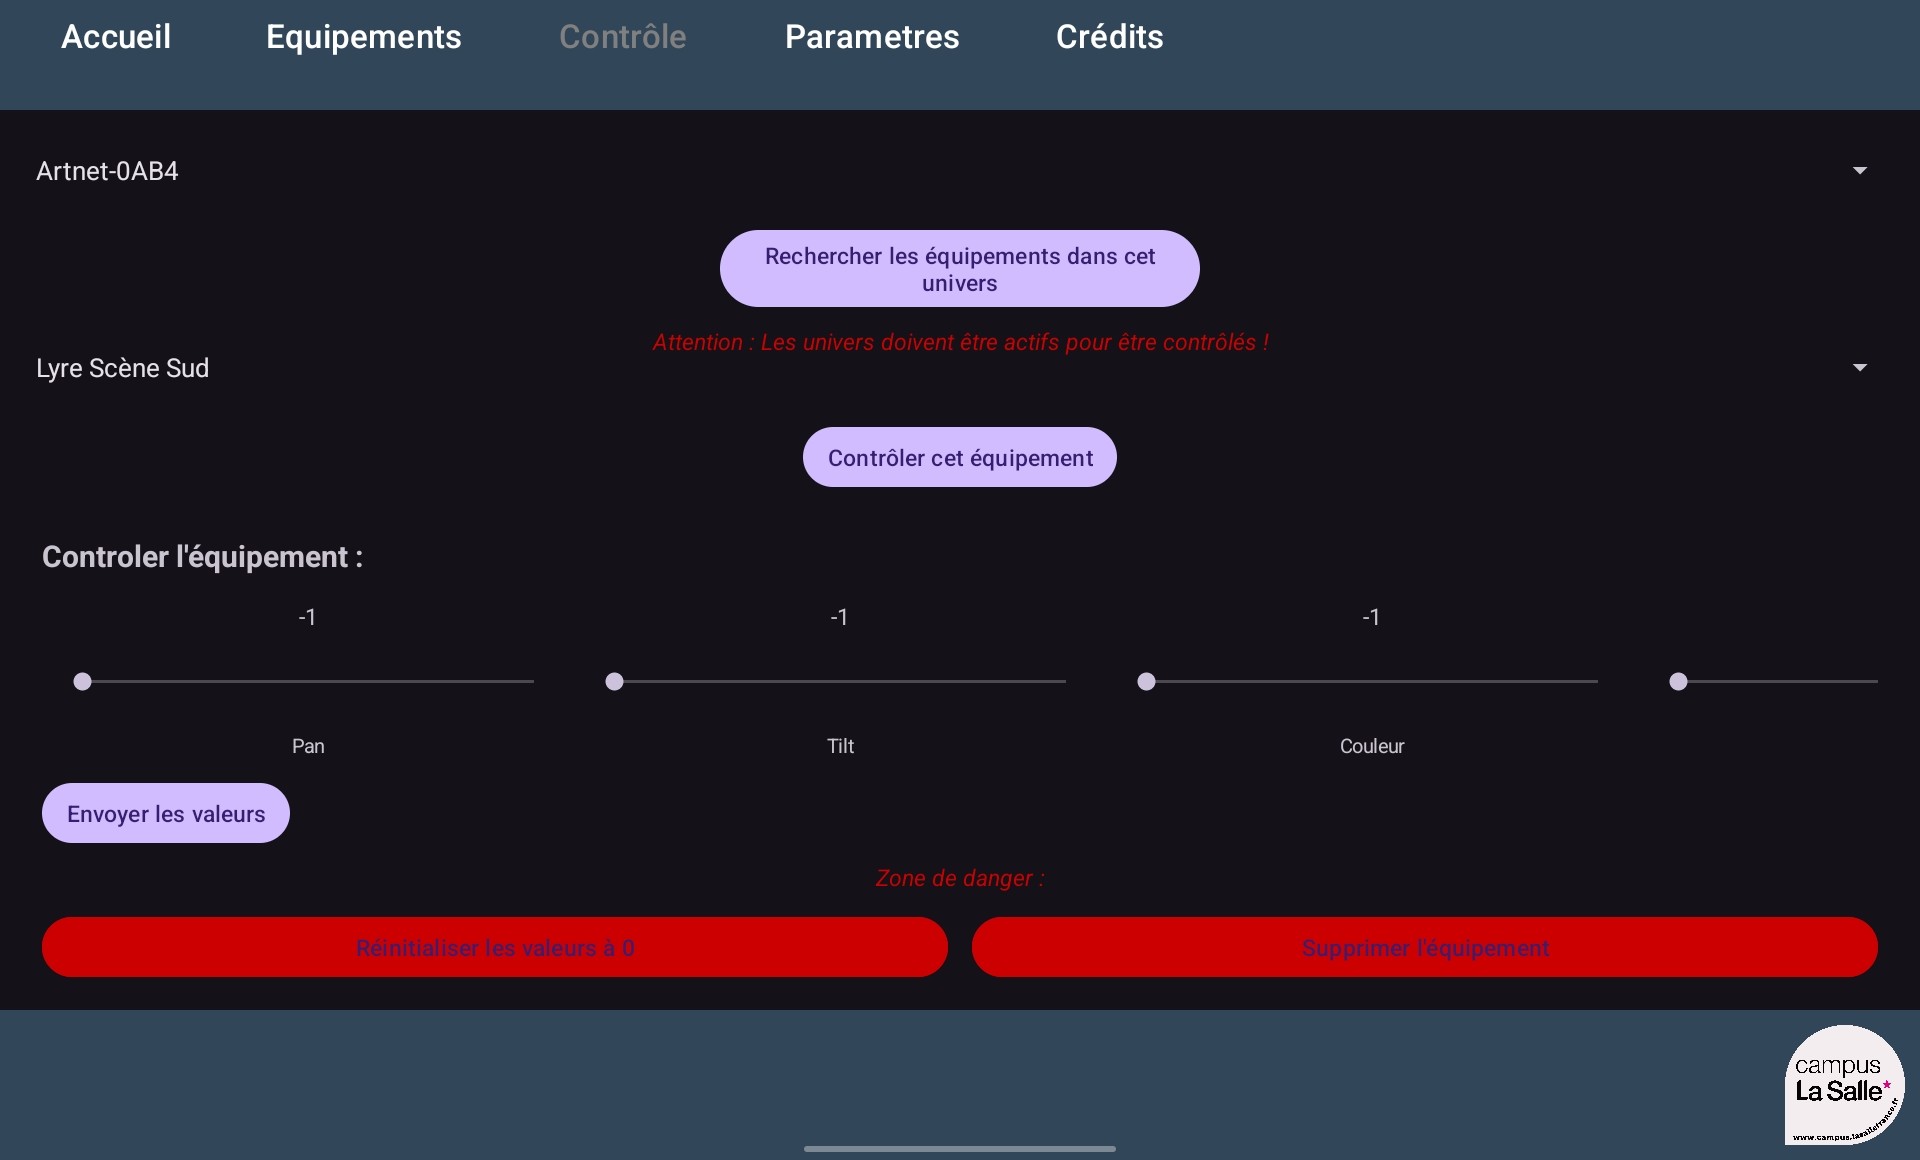 Accueil Equipements Contrôle Parametres Crédits
Artnet-0AB4
Rechercher les équipements dans cet
univers
Attention : Les univers doivent être actifs pour être contrôlés !
Lyre Scène Sud
Contrôler cet équipement
Controler l'équipement :
-1 -1 -1
Pan Tilt Couleur
Envoyer les valeurs
Zone de danger :
Réinitialiser les valeurs à 0 Supprimer l'équipement
campus
La Salle*
www.campus.lasallefrance.fr